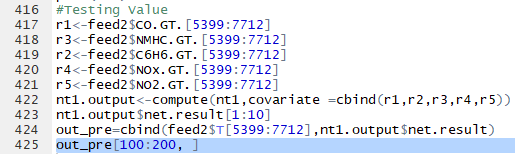 416 #Testing Value
417 r1<-feed2$CO.GT.[5399:7712]
418 r3<-feed2$NMHC.GT.[5399:7712]
419 r2<-feed2$C6H6.GT.[5399:7712]
420 r4<-feed2$NOx.GT.[5399:7712]
421 r5<-feed2$NO2.GT.[5399:7712]
422 nt1.output<-compute(nt1,covariate =cbind(r1,r2,r3,r4,r5))
423 nt1.output$net.result[1:10]
424 out_pre=cbind(feed2$T[5399:7712],nt1.output$net.result)
425 out_pre[100:200, ]